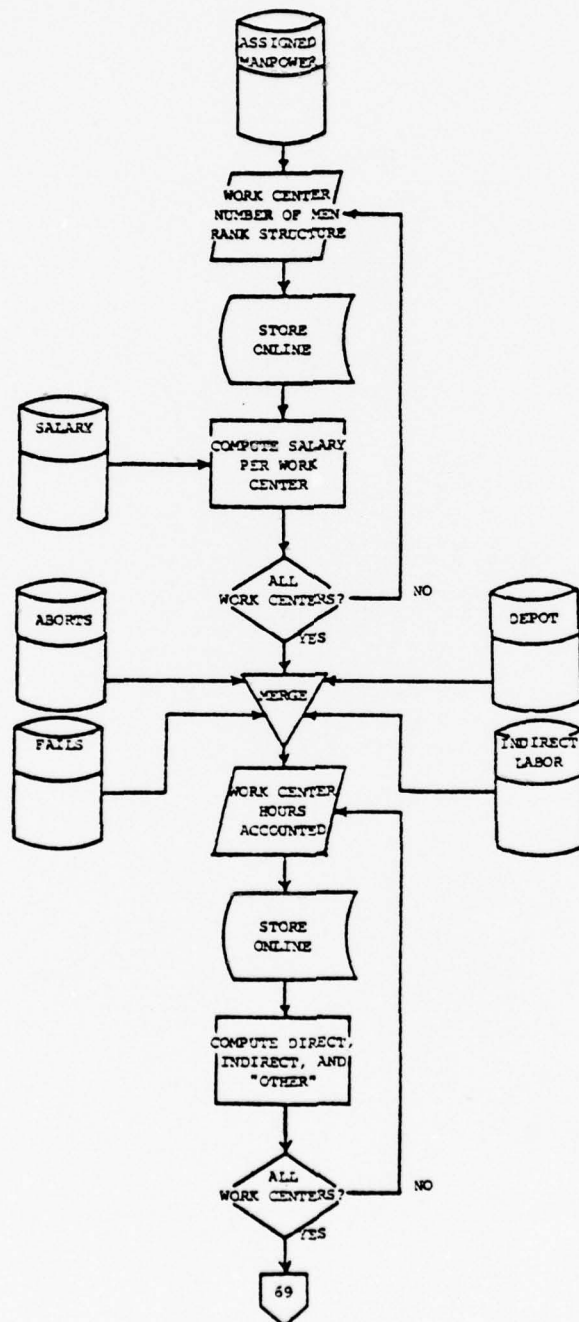 ASSIGNED
MANPOWER
WORK CENTER
NUMBER OF MEN
RANK STRUCTURE
STORE
ONLINE
SALARY
COMPUTE SALARY
PER WORK
CENTER
ALL
WORK CENTERS?
NO
YES
ABORTS
DEPOT
MERGE
FAILS
INDIRECT
LABOR
WORK CENTER
HOURS
ACCOUNTED
STORE
ONLINE
COMPUTE DIRECT,
INDIRECT, AND
"OTHER"
ALL
WORK CENTERS?
NO
YES
69